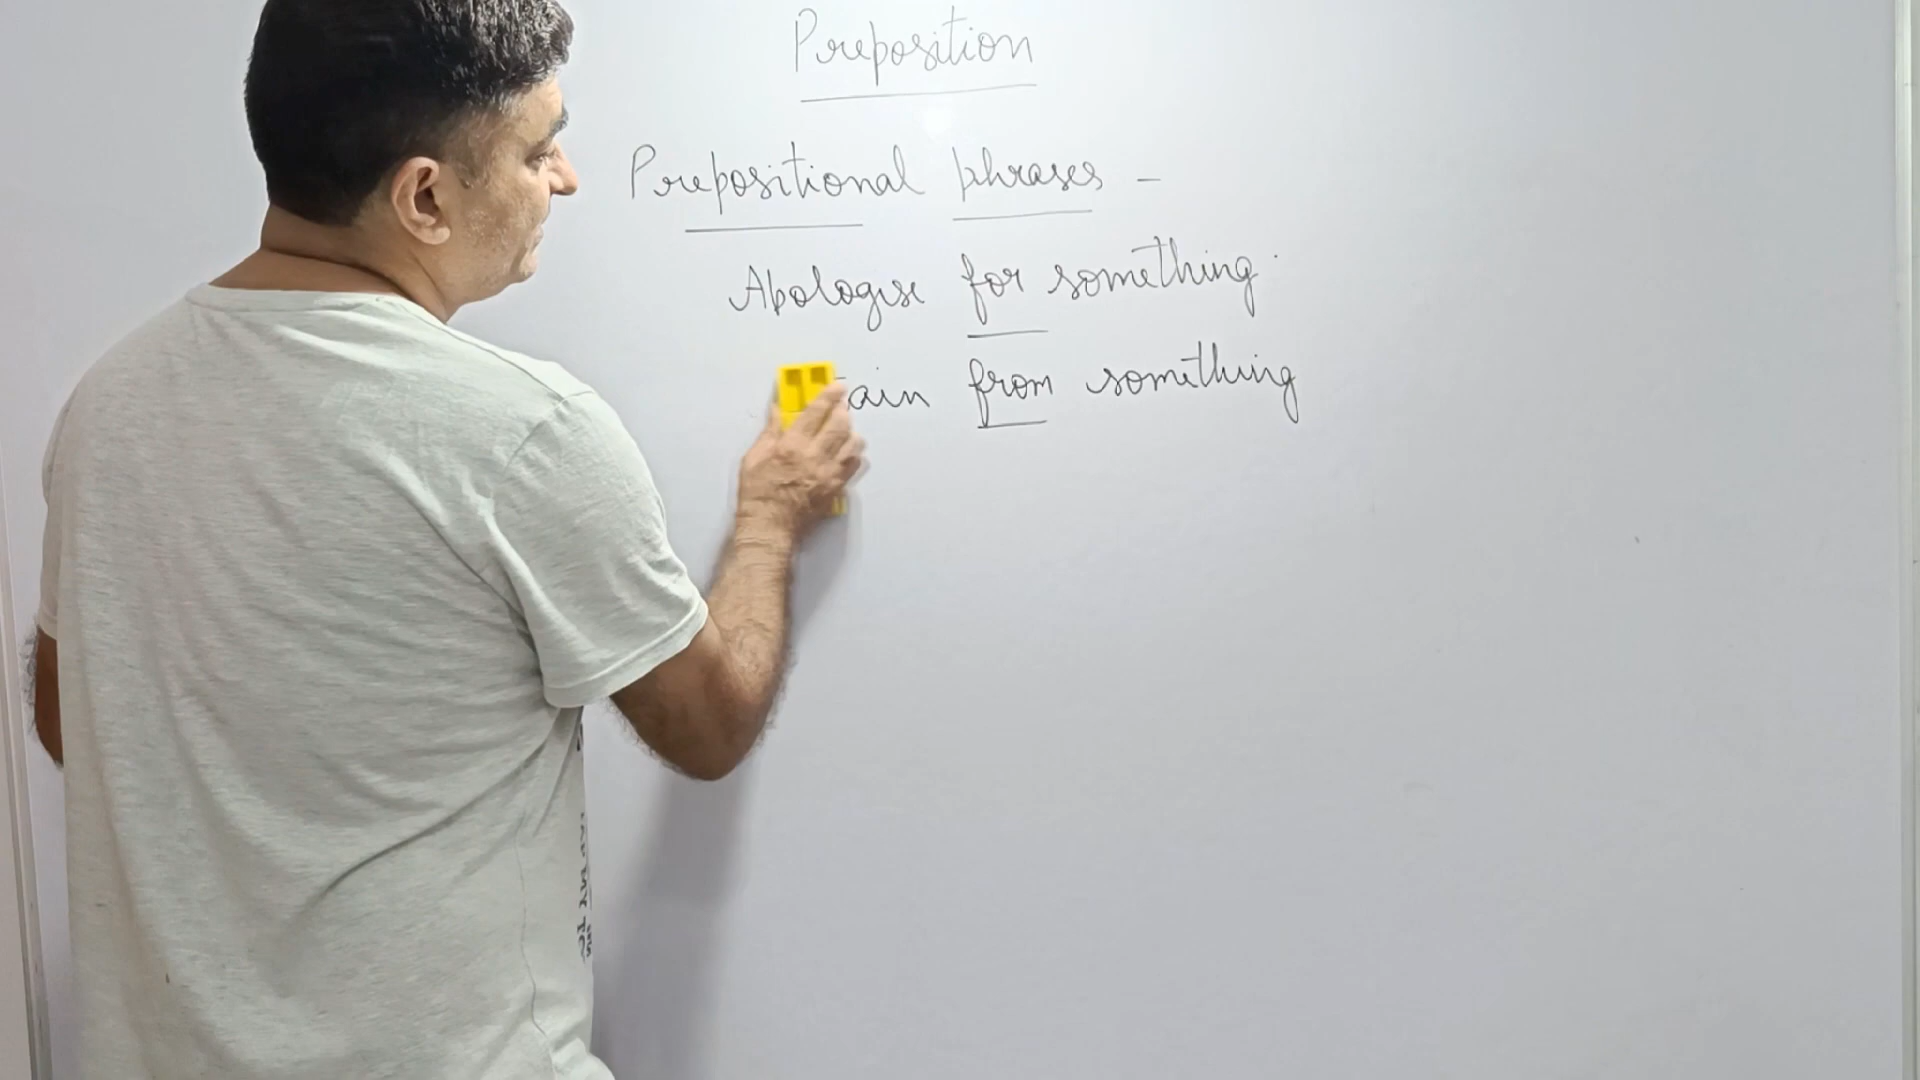 Preposition
Prepositional phrases -
Apologise for something.
ain from something